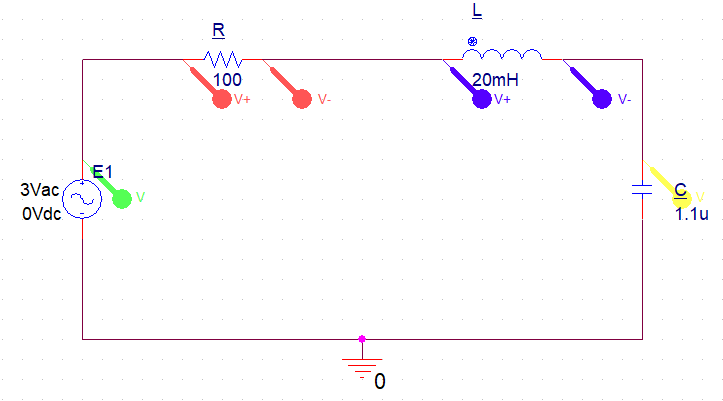 L
R
100
V+
V-
20mH
V+
V-
E1
3Vac
0Vdc
V
C
V
1.1u
0